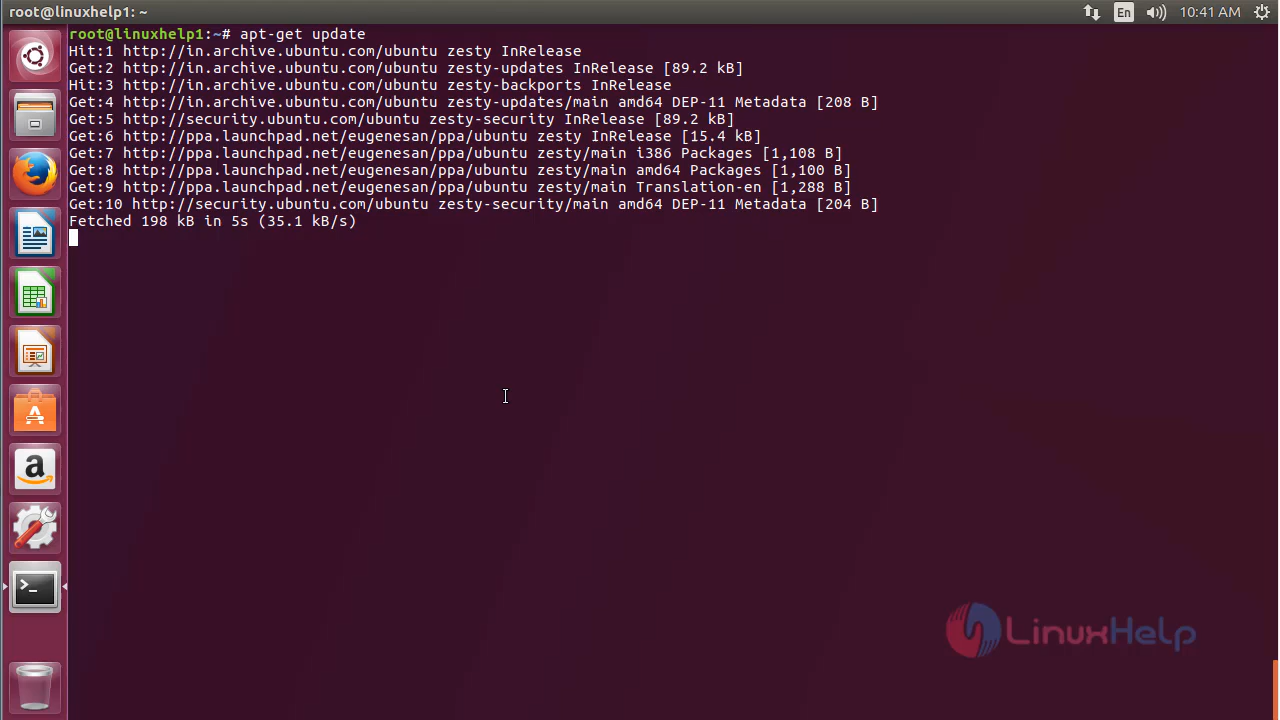 root@linuxhelp1: ~
En
10:41 AM
root@linuxhelp1:~# apt-get update
Hit:1 http://in.archive.ubuntu.com/ubuntu zesty InRelease
Get:2 http://in.archive.ubuntu.com/ubuntu zesty-updates InRelease [89.2 kB]
Hit:3 http://in.archive.ubuntu.com/ubuntu zesty-backports InRelease
Get:4 http://in.archive.ubuntu.com/ubuntu zesty-updates/main amd64 DEP-11 Metadata [208 B]
Get:5 http://security.ubuntu.com/ubuntu zesty-security InRelease [89.2 kB]
Get:6 http://ppa.launchpad.net/eugenesan/ppa/ubuntu zesty InRelease [15.4 kB]
Get:7 http://ppa.launchpad.net/eugenesan/ppa/ubuntu zesty/main i386 Packages [1,108 B]
Get:8 http://ppa.launchpad.net/eugenesan/ppa/ubuntu zesty/main amd64 Packages [1,100 B]
Get:9 http://ppa.launchpad.net/eugenesan/ppa/ubuntu zesty/main Translation-en [1,288 B]
Get:10 http://security.ubuntu.com/ubuntu zesty-security/main amd64 DEP-11 Metadata [204 B]
Fetched 198 kB in 5s (35.1 kB/s)
LinuxHelp